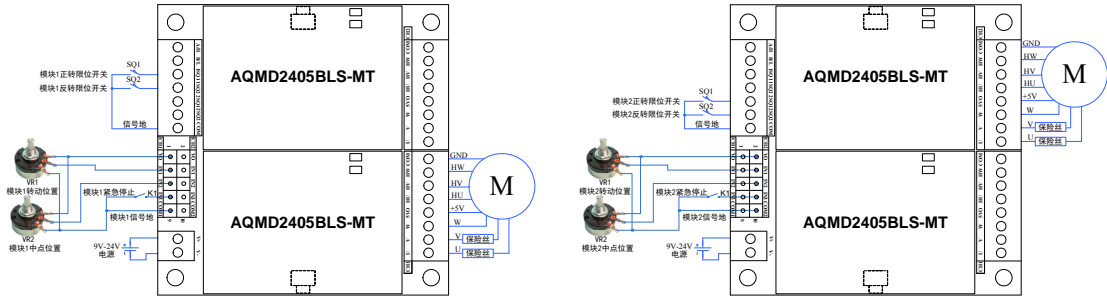 AQMD2405BLS-MT
SQ1
模块1正转限位开关
SQ2
模块1反转限位开关
信号地
VR1
模块1转动位置
模块1紧急停止
K1
模块1信号地
VR2
模块1中点位置
9V-24V
电源
V+
V-
AQMD2405BLS-MT
GND
HW
HV
HU
+5V
W
V
保险丝
U
保险丝
M
AQMD2405BLS-MT
SQ1
模块2正转限位开关
SQ2
模块2反转限位开关
信号地
VR1
模块2转动位置
模块2紧急停止
K1
模块2信号地
VR2
模块2中点位置
9V-24V
电源
V+
V-
AQMD2405BLS-MT
GND
HW
HV
HU
+5V
W
V
保险丝
U
保险丝
M